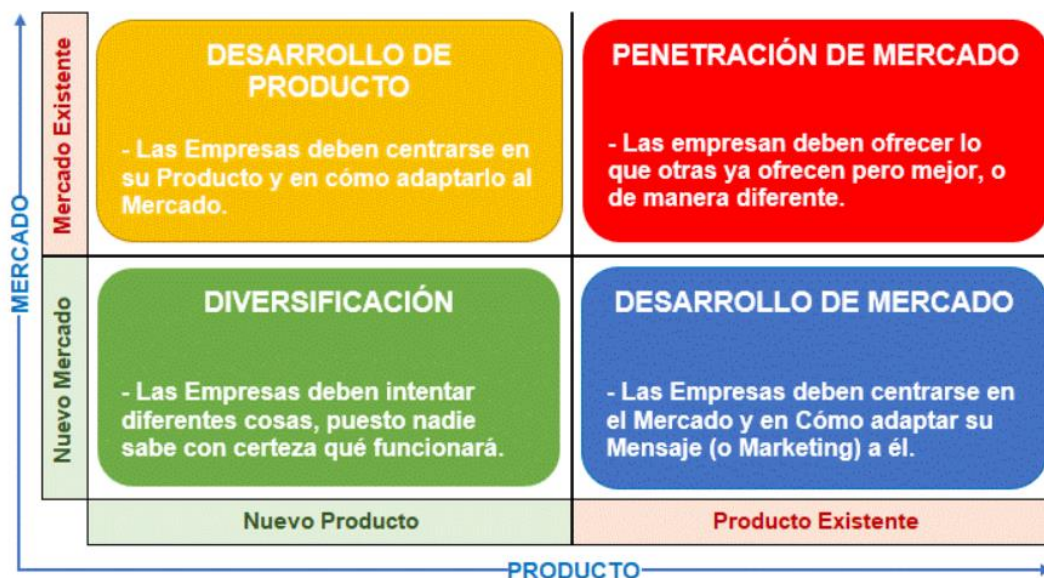 MERCADO
Mercado Existente
DESARROLLO DE
PRODUCTO
- Las Empresas deben centrarse en
su Producto y en cómo adaptarlo al
Mercado.
PENETRACIÓN DE MERCADO
- Las empresan deben ofrecer lo
que otras ya ofrecen pero mejor, o
de manera diferente.
Nuevo Mercado
DIVERSIFICACIÓN
- Las Empresas deben intentar
diferentes cosas, puesto nadie
sabe con certeza qué funcionará.
DESARROLLO DE MERCADO
- Las Empresas deben centrarse en
el Mercado y en Cómo adaptar su
Mensaje (o Marketing) a él.
Nuevo Producto
Producto Existente
PRODUCTO